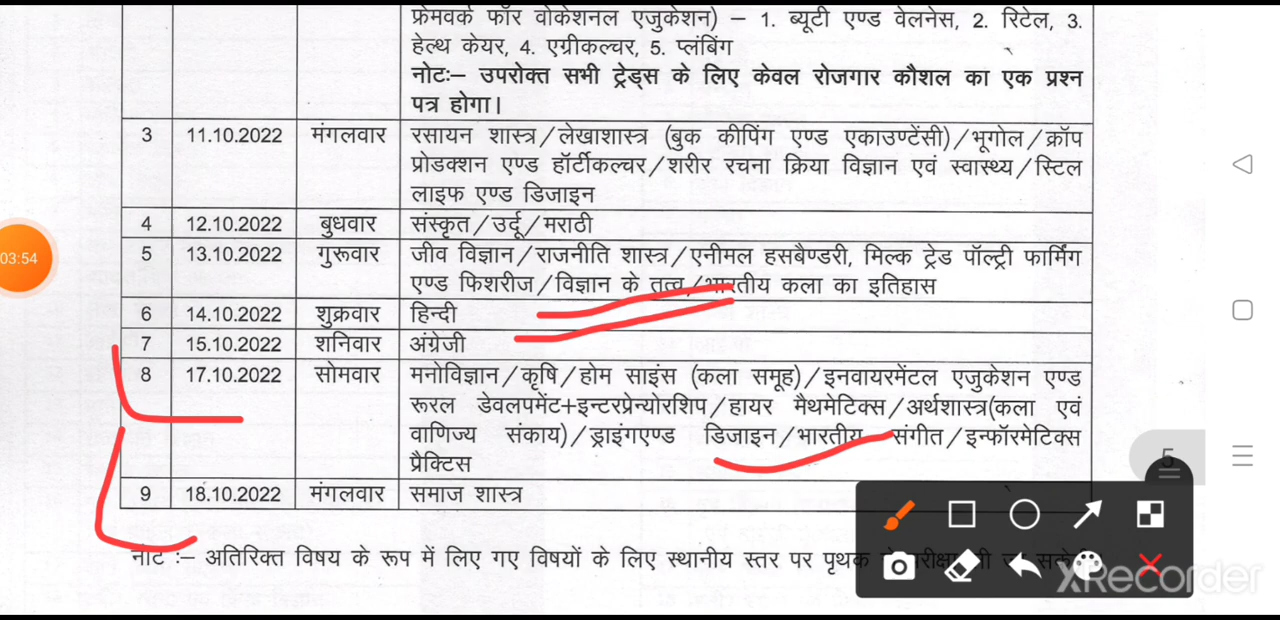 फ्रेमवर्क फॉर वोकेशनल एजुकेशन) – 1. ब्यूटी एण्ड वेलनेस, 2. रिटेल, 3.
हेल्थ केयर, 4. एग्रीकल्चर, 5. प्लंबिंग
नोटः– उपरोक्त सभी ट्रेड्स के लिए केवल रोजगार कौशल का एक प्रश्न
पत्र होगा।
3 11.10.2022 मंगलवार रसायन शास्त्र/लेखाशास्त्र (बुक कीपिंग एण्ड एकाउण्टेंसी)/भूगोल/क्रॉप
प्रोडक्शन एण्ड हॉर्टीकल्चर/शरीर रचना क्रिया विज्ञान एवं स्वास्थ्य/स्टिल
लाइफ एण्ड डिजाइन
4 12.10.2022 बुधवार संस्कृत/उर्दू/मराठी
5 13.10.2022 गुरूवार जीव विज्ञान/राजनीति शास्त्र/एनीमल हसबैण्डरी, मिल्क ट्रेड पॉल्ट्री फार्मिंग
एण्ड फिशरीज/विज्ञान के तत्व/भारतीय कला का इतिहास
6 14.10.2022 शुक्रवार हिन्दी
7 15.10.2022 शनिवार अंग्रेजी
8 17.10.2022 सोमवार मनोविज्ञान/कृषि/होम साइंस (कला समूह)/इनवायरमेंटल एजुकेशन एण्ड
रूरल डेवलपमेंट+इन्टरप्रेन्योरशिप/हायर मैथमेटिक्स/अर्थशास्त्र(कला एवं
वाणिज्य संकाय)/ड्राइंगएण्ड डिजाइन/भारतीय संगीत/इन्फॉरमेटिक्स
प्रैक्टिस
9 18.10.2022 मंगलवार समाज शास्त्र
नोट :– अतिरिक्त विषय के रूप में लिए गए विषयों के लिए स्थानीय स्तर पर पृथक
03:54
5
XRecorder